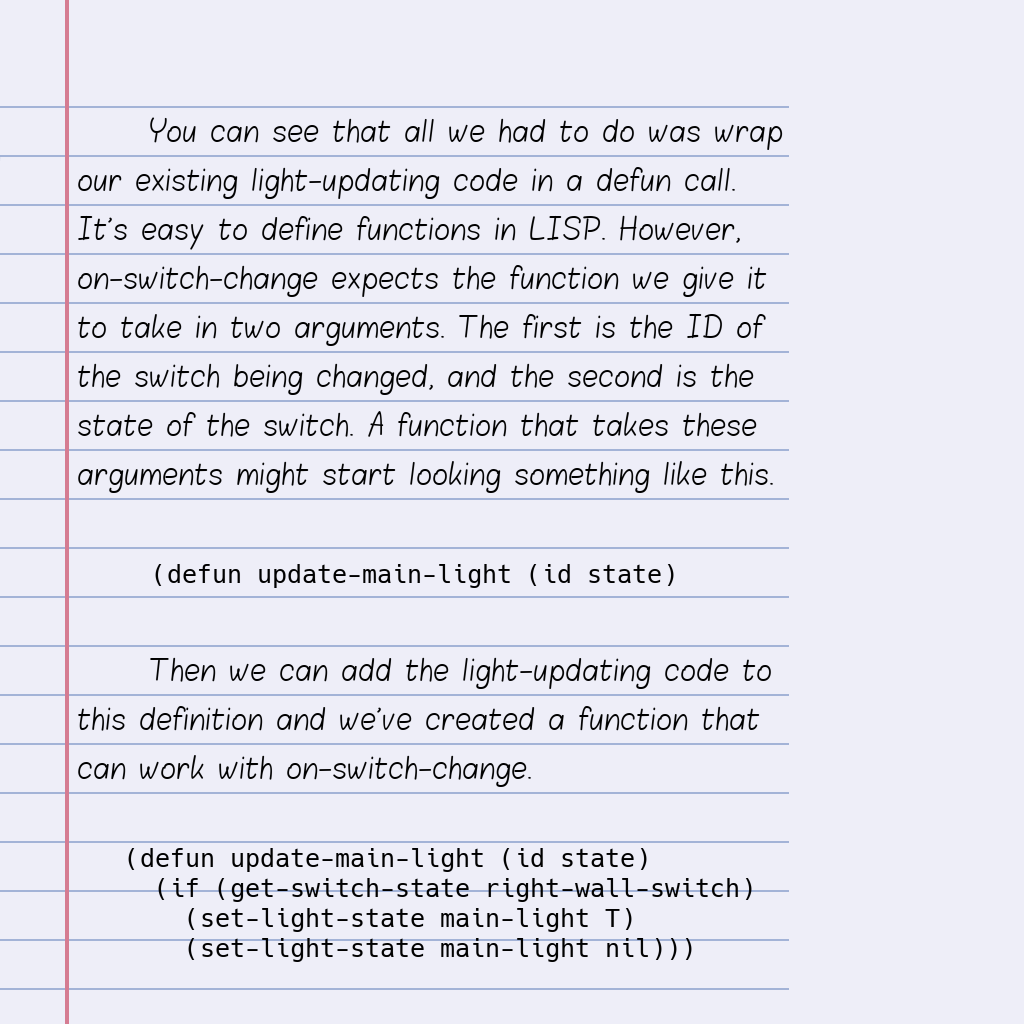 You can see that all we had to do was wrap
our existing light-updating code in a defun call.
It's easy to define functions in LISP. However,
on-switch-change expects the function we give it
to take in two arguments. The first is the ID of
the switch being changed, and the second is the
state of the switch. A function that takes these
arguments might start looking something like this.
(defun update-main-light (id state)
Then we can add the light-updating code to
this definition and we've created a function that
can work with on-switch-change.
(defun update-main-light (id state)
  (if (get-switch-state right-wall-switch)
    (set-light-state main-light T)
    (set-light-state main-light nil)))